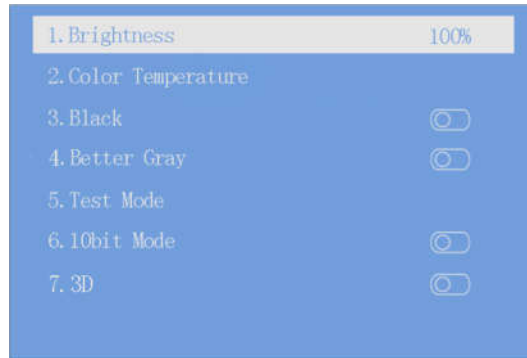 1.Brightness 100%
2.Color Temperature
3.Black
4.Better Gray
5.Test Mode
6.10bit Mode
7.3D